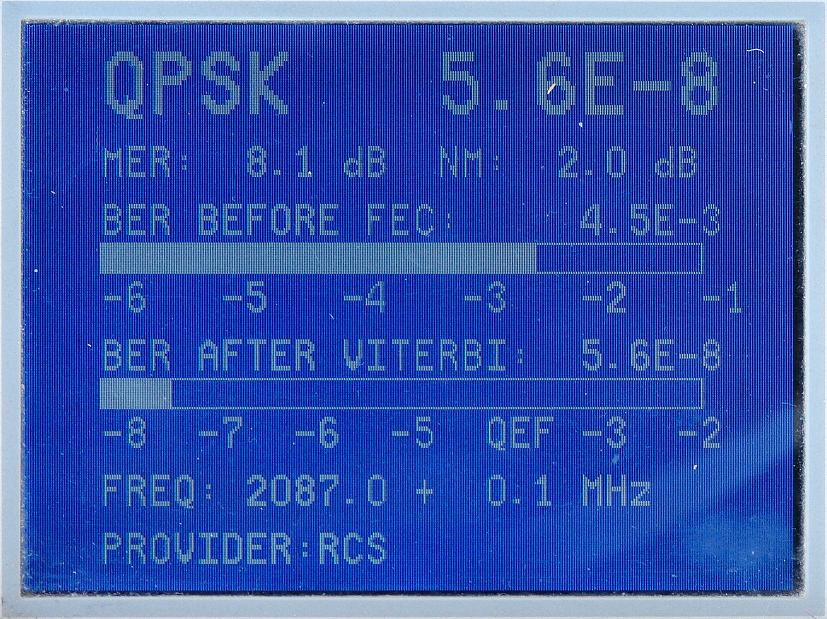 QPSK 5.6E-8
MER: 8.1 dB NM: 2.0 dB
BER BEFORE FEC: 4.5E-3
-6 -5 -4 -3 -2 -1
BER AFTER VITERBI: 5.6E-8
-8 -7 -6 -5 QEF -3 -2
FREQ: 2087.0 + 0.1 MHz
PROVIDER:RCS